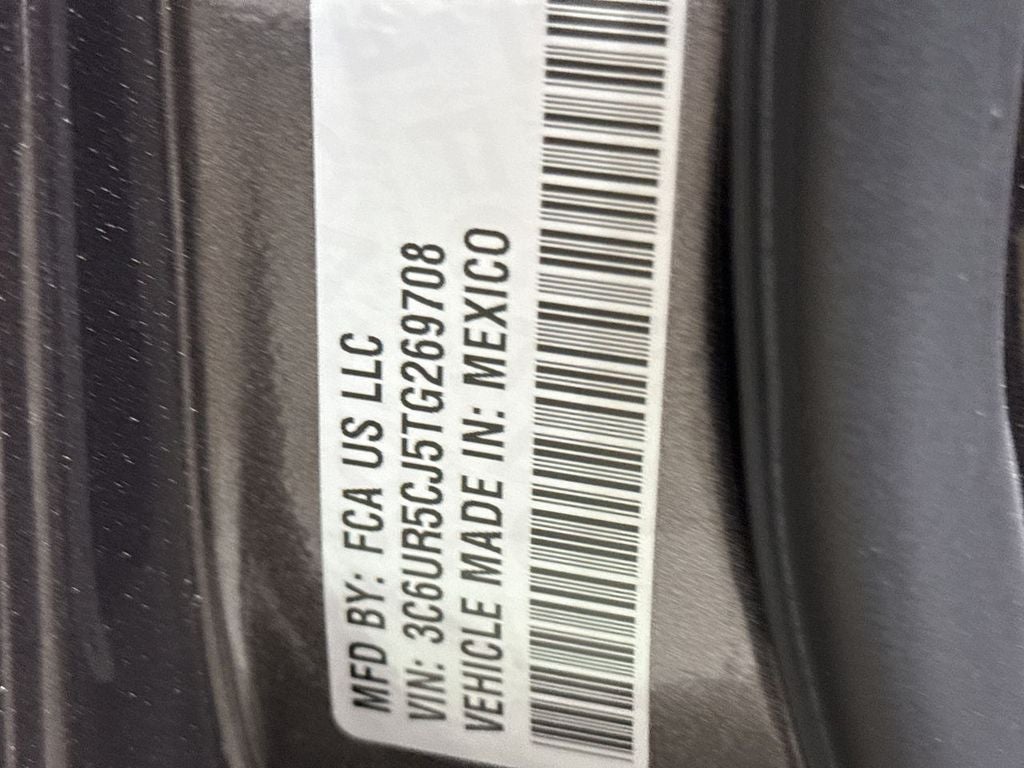 MFD BY: FCA US LLC
VIN: 3C6UR5CJ5TG269708
VEHICLE MADE IN: MEXICO